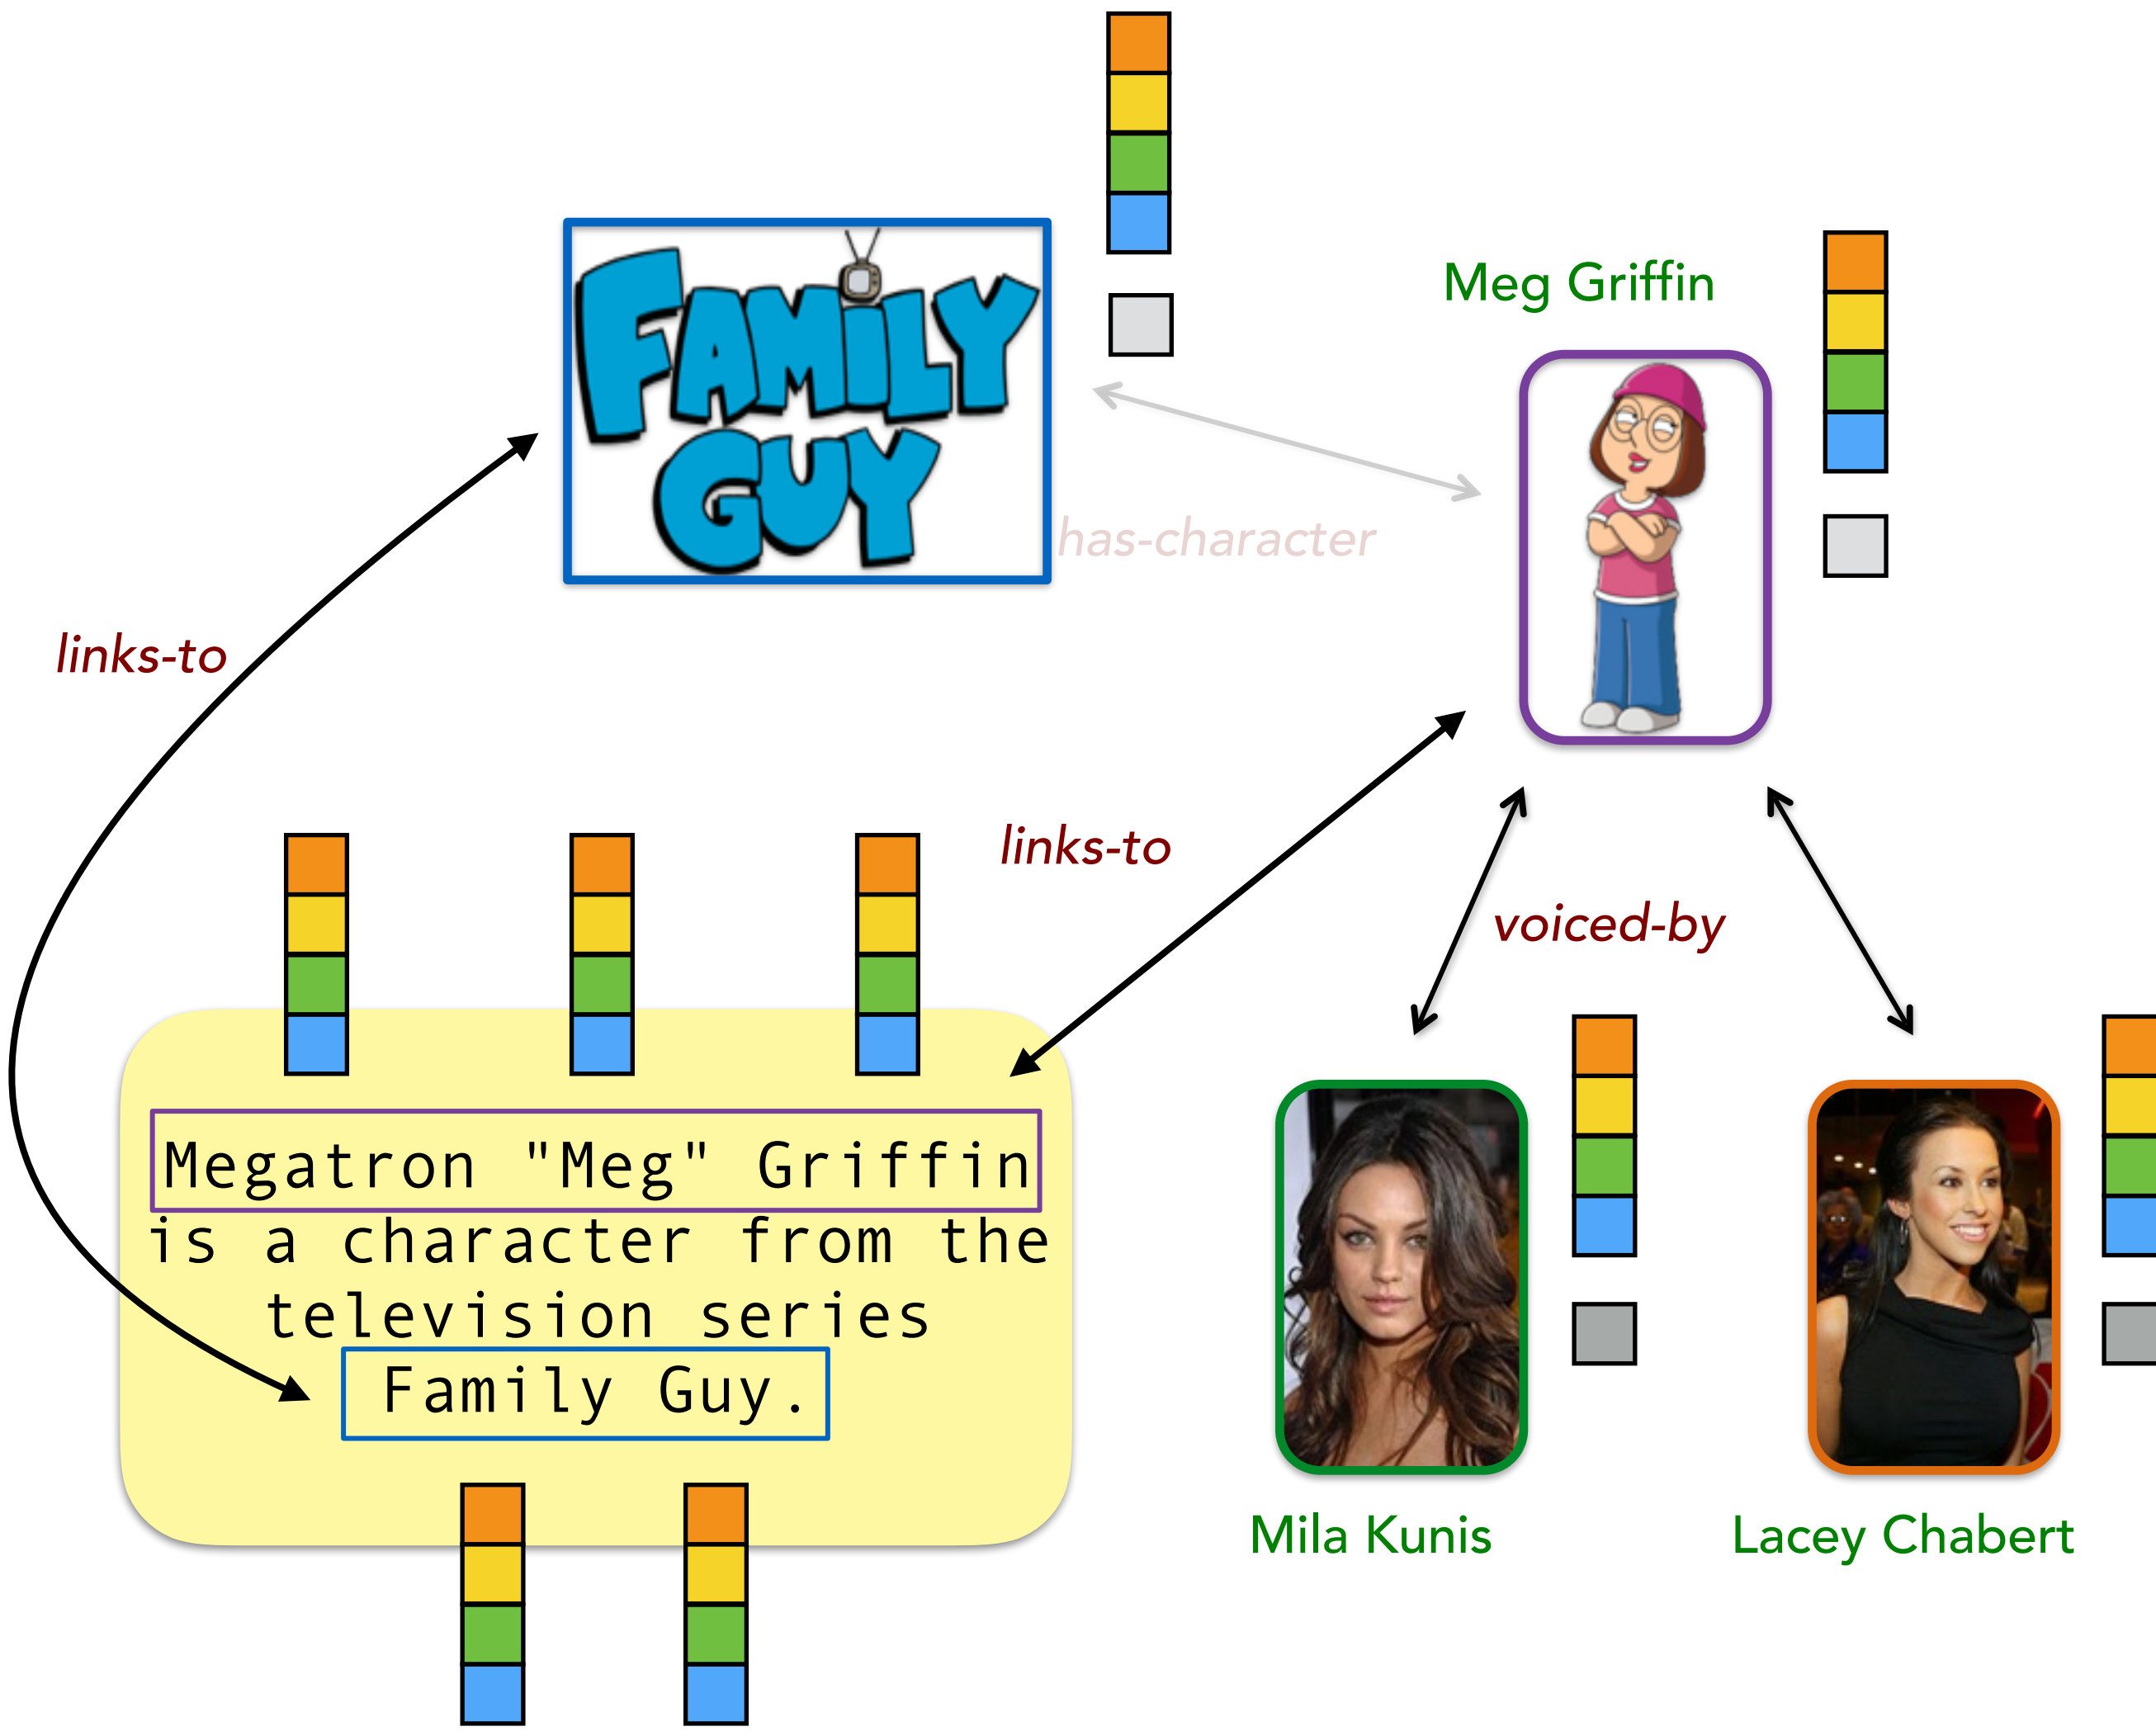 FAMiLY
GUY
Meg Griffin
has-character
links-to
links-to
voiced-by
Megatron "Meg" Griffin
is a character from the
television series
Family Guy.
Mila Kunis
Lacey Chabert